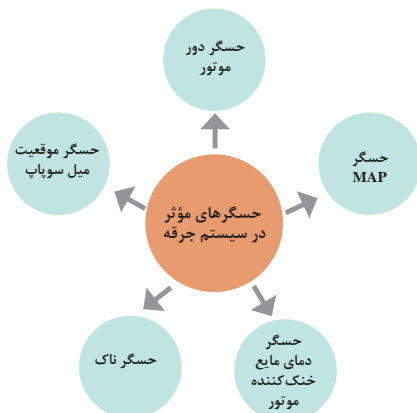 حسگر دور
موتور
حسگر موقعیت
میل سوپاپ
حسگر
MAP
حسگرهای مؤثر
در سیستم جرقه
حسگر ناک
حسگر
دمای مایع
خنک کننده
موتور